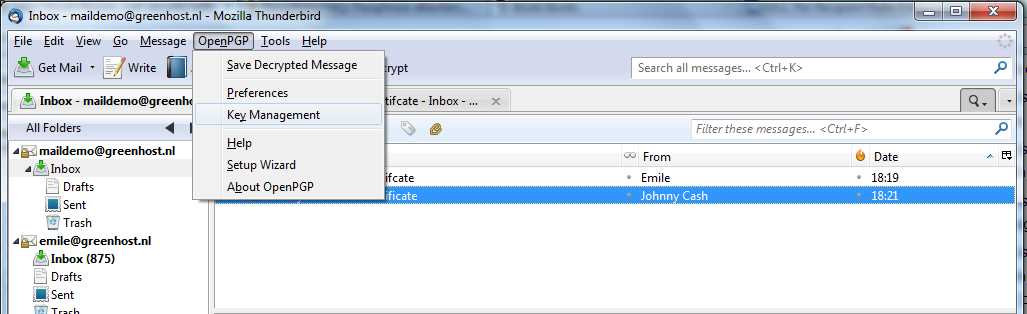 Inbox - maildemo@greenhost.nl - Mozilla Thunderbird
File Edit View Go Message OpenPGP Tools Help
Get Mail Write crypt Search all messages... <Ctrl+K>
Save Decrypted Message
Preferences
Key Management
Help
Setup Wizard
About OpenPGP
Inbox - maildemo@greenhos tifcate - Inbox - ...
All Folders Filter these messages... <Ctrl+F>
maildemo@greenhost.nl From Date
Inbox ifcate Emile 18:19
Drafts ificate Johnny Cash 18:21
Sent
Trash
emile@greenhost.nl
Inbox (875)
Drafts
Sent
Trash